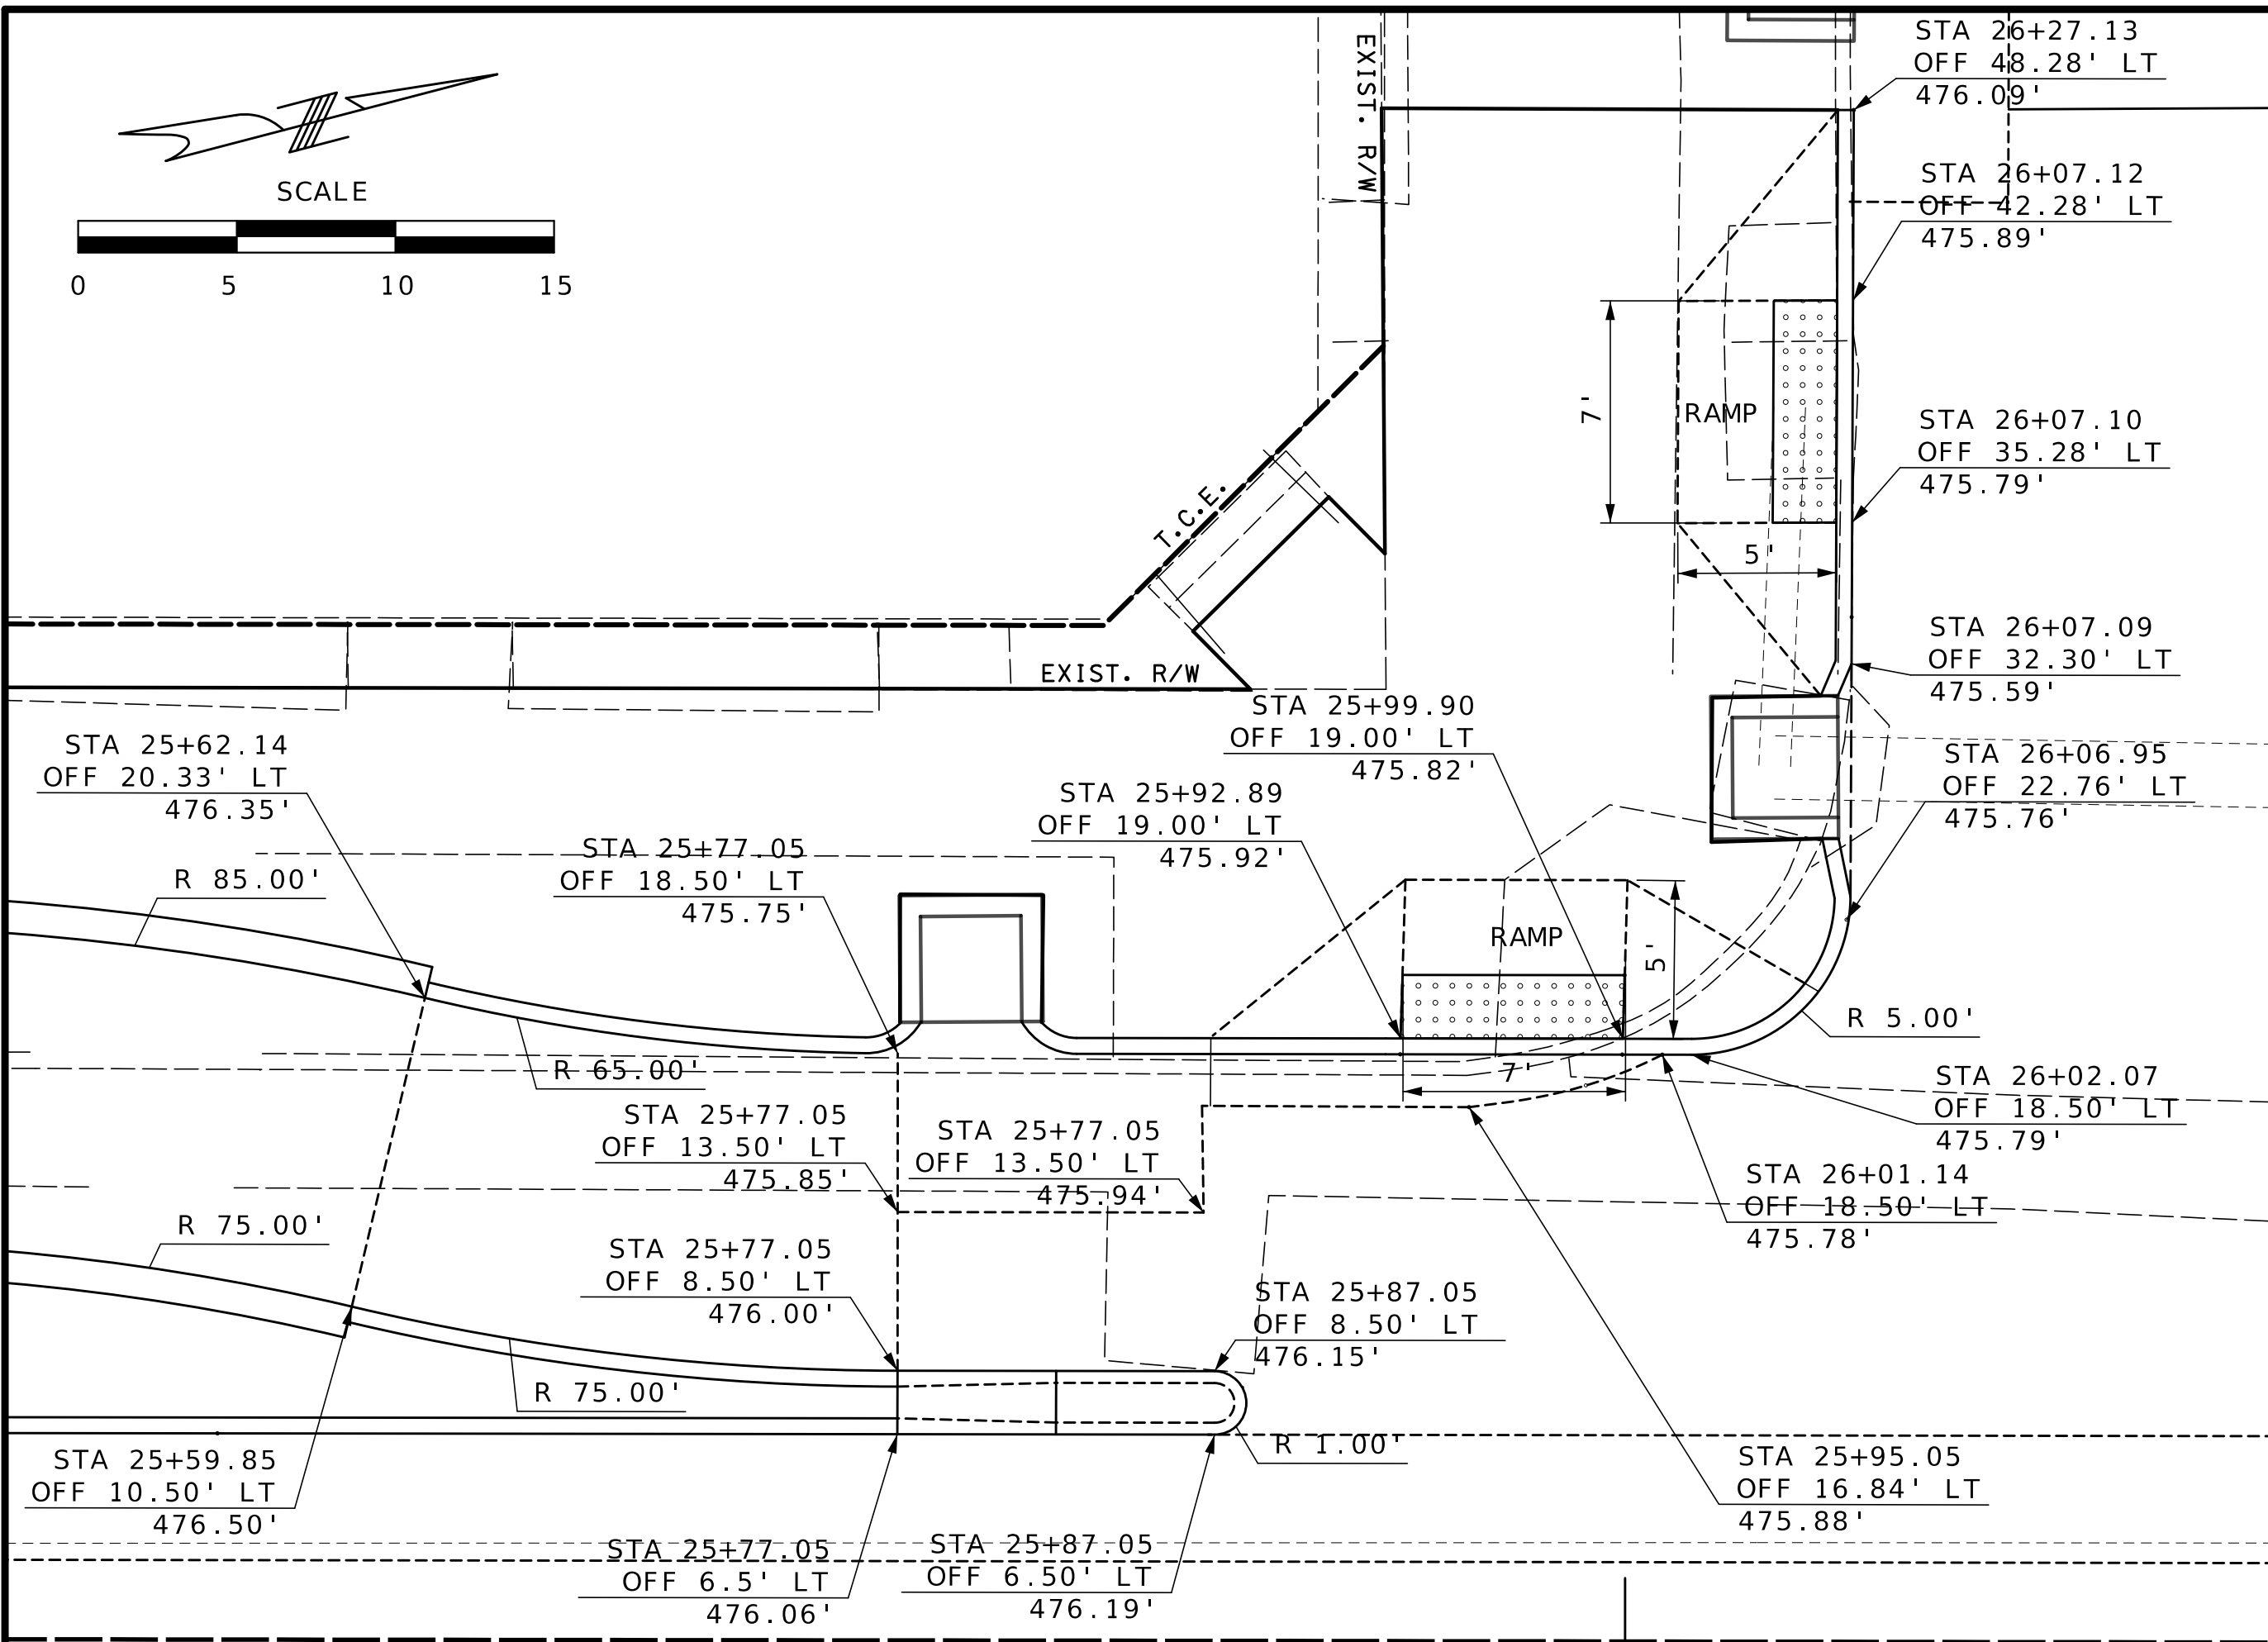 SCALE
0 5 10 15
EXIST. R/W
STA 26+27.13
OFF 48.28' LT
476.09'
STA 26+07.12
OFF 42.28' LT
475.89'
7'
RAMP
STA 26+07.10
OFF 35.28' LT
475.79'
T.C.E.
5'
EXIST. R/W
STA 26+07.09
OFF 32.30' LT
475.59'
STA 25+62.14
OFF 20.33' LT
476.35'
STA 25+99.90
OFF 19.00' LT
475.82'
STA 26+06.95
OFF 22.76' LT
475.76'
STA 25+92.89
OFF 19.00' LT
475.92'
R 85.00'
STA 25+77.05
OFF 18.50' LT
475.75'
RAMP
5'
R 5.00'
R 65.00'
7'
STA 26+02.07
OFF 18.50' LT
475.79'
STA 25+77.05
OFF 13.50' LT
475.85'
STA 25+77.05
OFF 13.50' LT
475.94'
STA 26+01.14
OFF 18.50' LT
475.78'
R 75.00'
STA 25+77.05
OFF 8.50' LT
476.00'
STA 25+87.05
OFF 8.50' LT
476.15'
R 75.00'
R 1.00'
STA 25+59.85
OFF 10.50' LT
476.50'
STA 25+95.05
OFF 16.84' LT
475.88'
STA 25+77.05
OFF 6.5' LT
476.06'
STA 25+87.05
OFF 6.50' LT
476.19'